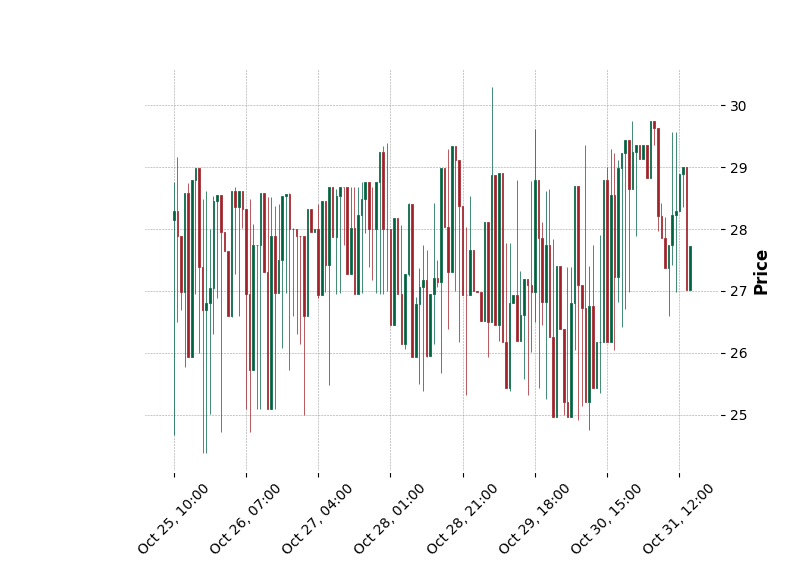 30
29
28
27
26
25
Price
Oct 25, 10:00
Oct 26, 07:00
Oct 27, 04:00
Oct 28, 01:00
Oct 28, 21:00
Oct 29, 18:00
Oct 30, 15:00
Oct 31, 12:00